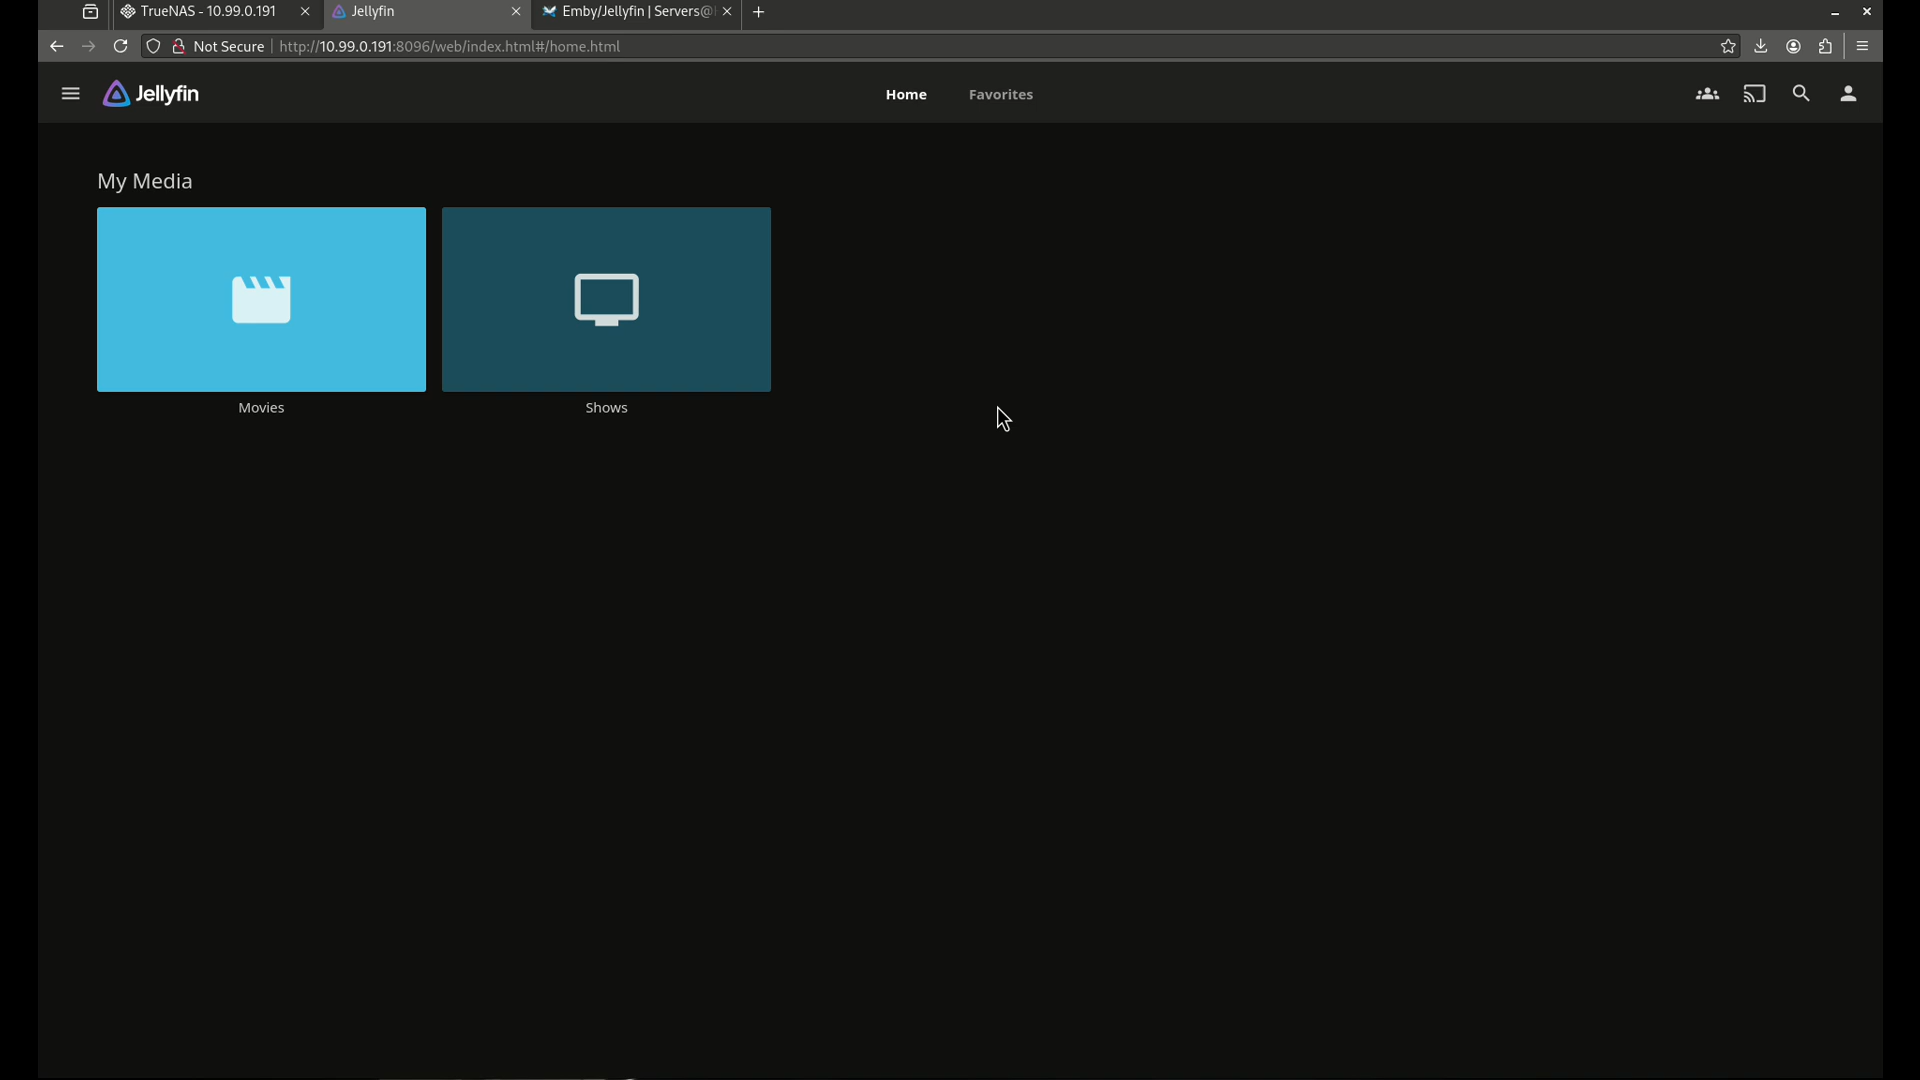 TrueNAS - 10.99.0.191
Jellyfin
Emby/Jellyfin | Servers@
Not Secure
http://10.99.0.191:8096/web/index.html#/home.html
Jellyfin
Home
Favorites
My Media
Movies
Shows